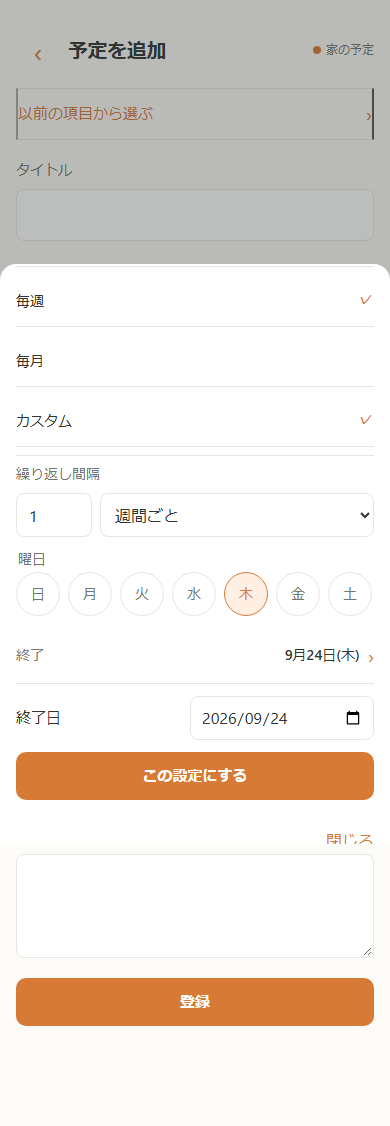 ‹ 予定を追加 家の予定
以前の項目から選ぶ ›
タイトル
毎週 ✓
毎月
カスタム ✓
繰り返し間隔
1 週間ごと
曜日
日 月 火 水 木 金 土
終了 9月24日(木) ›
終了日 2026/09/24
この設定にする
閉じる
登録